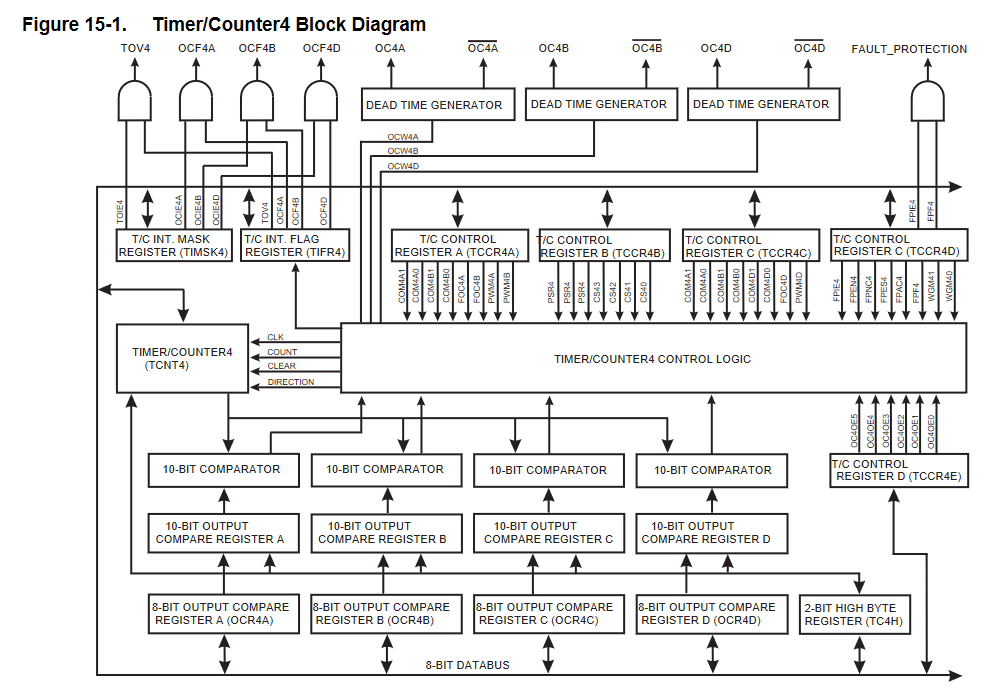 Figure 15-1. Timer/Counter4 Block Diagram
TOV4 OCF4A OCF4B OCF4D OC4A OC4A OC4B OC4B OC4D OC4D FAULT_PROTECTION
DEAD TIME GENERATOR DEAD TIME GENERATOR DEAD TIME GENERATOR
OCW4A
OCW4B
OCW4D
TOIE4 OCIE4A OCIE4B OCIE4D TOV4 OCF4A OCF4B OCF4D FPIE4 FPF4
T/C INT. MASK
REGISTER (TIMSK4)
T/C INT. FLAG
REGISTER (TIFR4)
T/C CONTROL
REGISTER A (TCCR4A)
T/C CONTROL
REGISTER B (TCCR4B)
T/C CONTROL
REGISTER C (TCCR4C)
T/C CONTROL
REGISTER C (TCCR4D)
COM4A1 COM4A0 COM4B1 COM4B0 FOC4A FOC4B PWM4A PWM4B
PSR4 PSR4 PSR4 CS43 CS42 CS41 CS40
COM4A1 COM4A0 COM4B1 COM4B0 COM4D1 COM4D0 FOC4D PWM4D
FPIE4 FPEN4 FPNC4 FPES4 FPAC4 FPF4 WGM41 WGM40
TIMER/COUNTER4
(TCNT4)
CLK
COUNT
CLEAR
DIRECTION
TIMER/COUNTER4 CONTROL LOGIC
OC4OE5 OC4OE4 OC4OE3 OC4OE2 OC4OE1 OC4OE0
10-BIT COMPARATOR 10-BIT COMPARATOR 10-BIT COMPARATOR 10-BIT COMPARATOR
T/C CONTROL
REGISTER D (TCCR4E)
10-BIT OUTPUT
COMPARE REGISTER A
10-BIT OUTPUT
COMPARE REGISTER B
10-BIT OUTPUT
COMPARE REGISTER C
10-BIT OUTPUT
COMPARE REGISTER D
8-BIT OUTPUT COMPARE
REGISTER A (OCR4A)
8-BIT OUTPUT COMPARE
REGISTER B (OCR4B)
8-BIT OUTPUT COMPARE
REGISTER C (OCR4C)
8-BIT OUTPUT COMPARE
REGISTER D (OCR4D)
2-BIT HIGH BYTE
REGISTER (TC4H)
8-BIT DATABUS